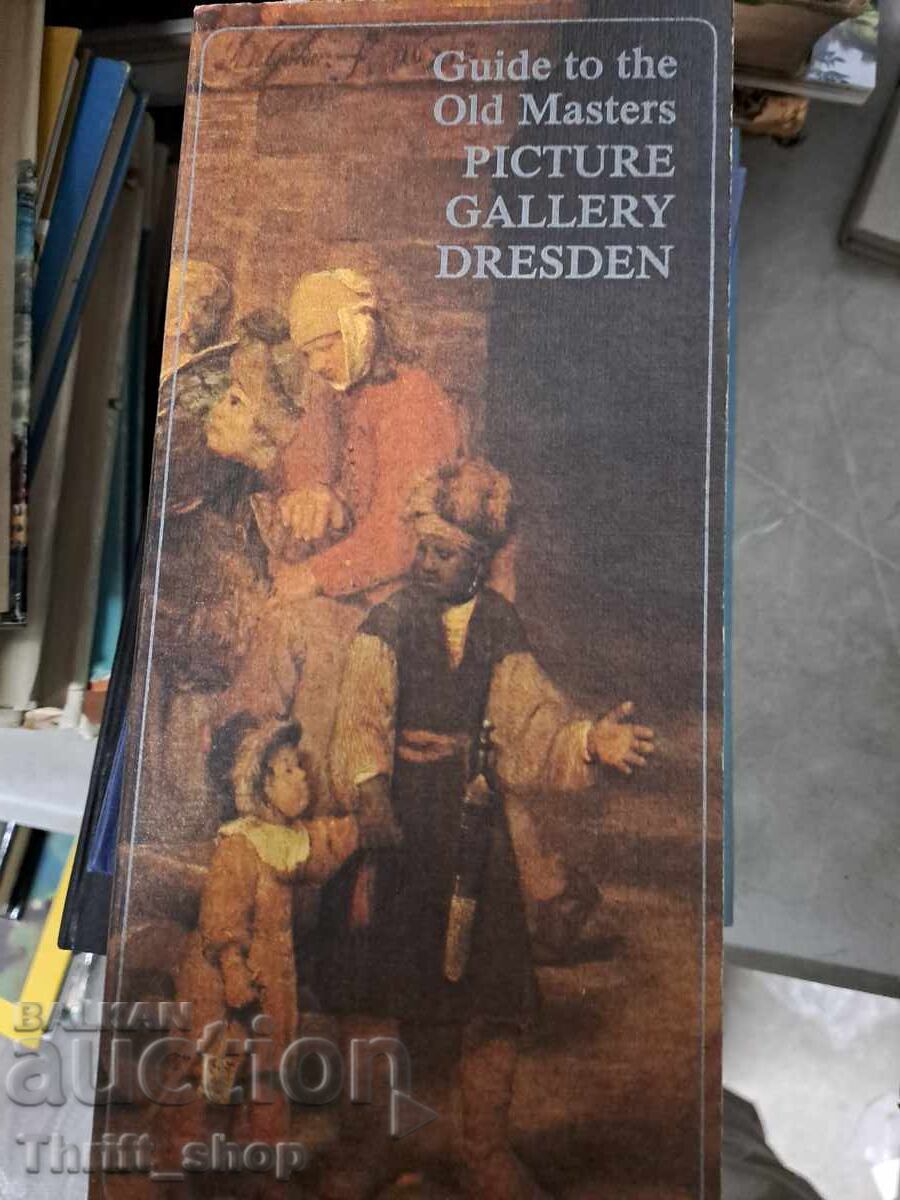 Guide to the
Old Masters
PICTURE
GALLERY
DRESDEN
BALKAN
auction
Thrift_shop